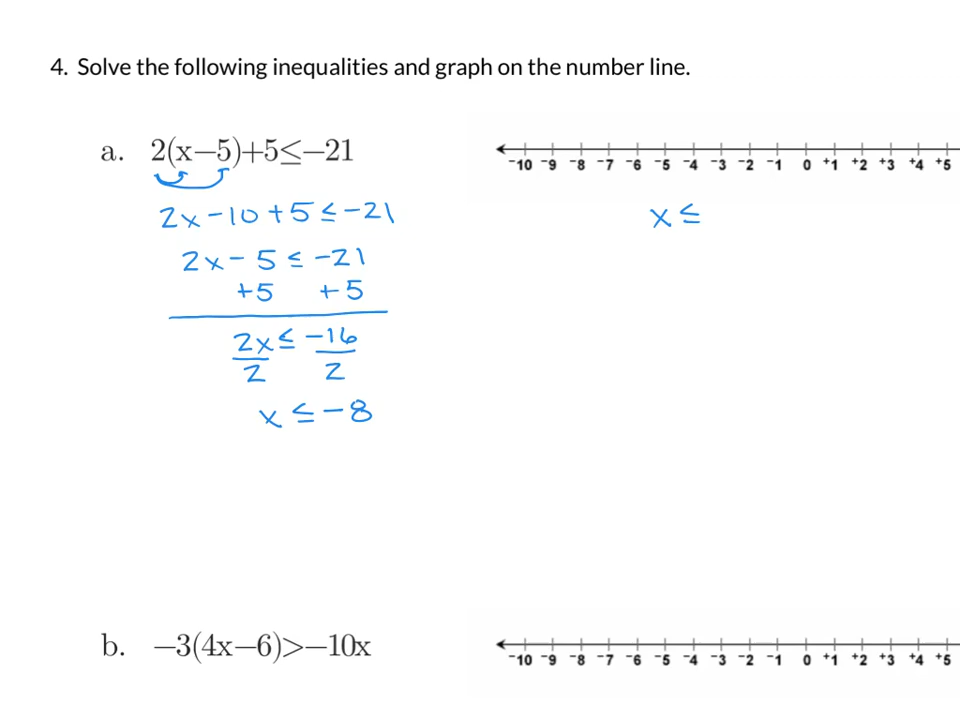 4. Solve the following inequalities and graph on the number line.
a. 2(x−5)+5≤−21
⁻10 ⁻9 ⁻8 ⁻7 ⁻6 ⁻5 ⁻4 ⁻3 ⁻2 ⁻1 0 ⁺1 ⁺2 ⁺3 ⁺4 ⁺5
2x −10 +5 ≤ −21
x ≤
2x − 5 ≤ −21
+5 +5
2x ≤ −16
2 2
x ≤ −8
b. −3(4x−6)>−10x
⁻10 ⁻9 ⁻8 ⁻7 ⁻6 ⁻5 ⁻4 ⁻3 ⁻2 ⁻1 0 ⁺1 ⁺2 ⁺3 ⁺4 ⁺5